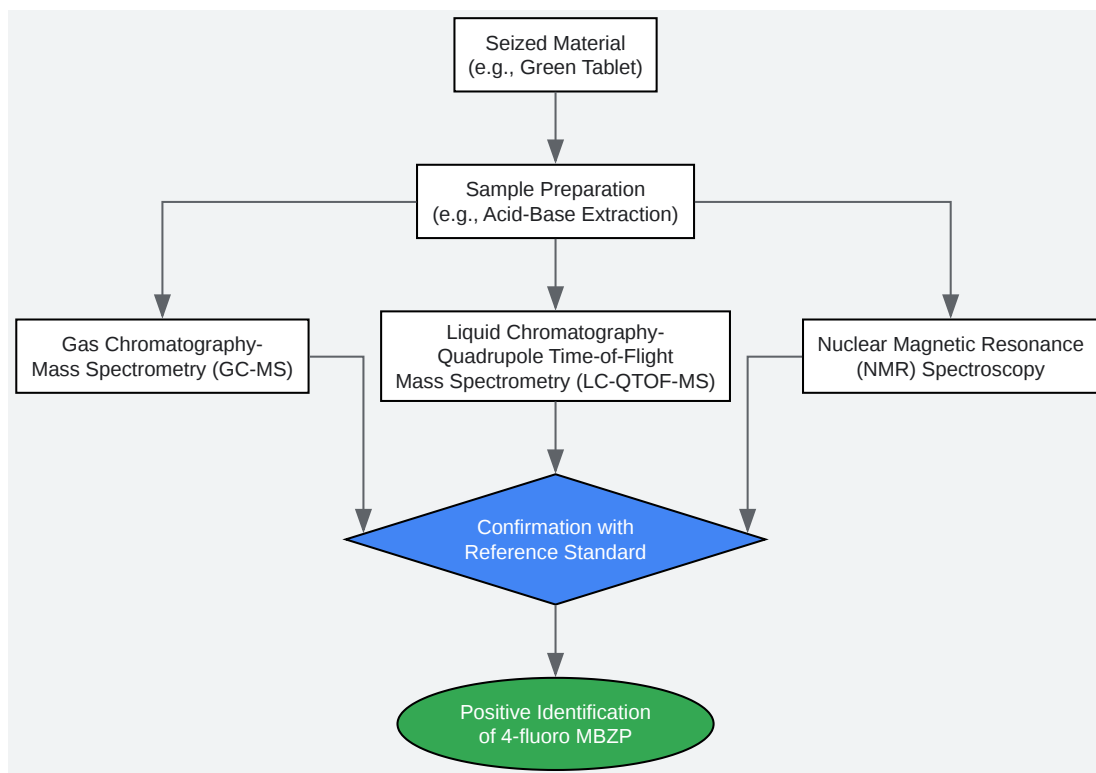 Seized Material
(e.g., Green Tablet)
Sample Preparation
(e.g., Acid-Base Extraction)
Gas Chromatography-
Mass Spectrometry (GC-MS)
Liquid Chromatography-
Quadrupole Time-of-Flight
Mass Spectrometry (LC-QTOF-MS)
Nuclear Magnetic Resonance
(NMR) Spectroscopy
Confirmation with
Reference Standard
Positive Identification
of 4-fluoro MBZP